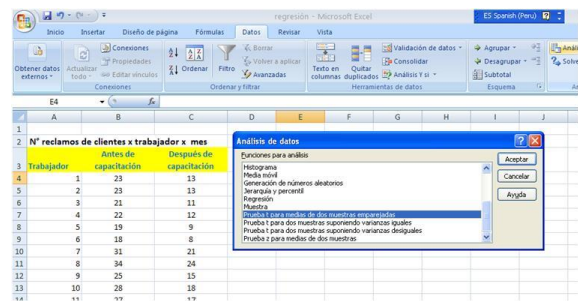 regresión - Microsoft Excel
ES Spanish (Peru)
Inicio Insertar Diseño de página Fórmulas Datos Revisar Vista
Obtener datos externos
Actualizar todo
Conexiones
Propiedades
Editar vínculos
Conexiones
Ordenar
Filtro
Borrar
Volver a aplicar
Avanzadas
Ordenar y filtrar
Texto en columnas
Quitar duplicados
Validación de datos
Consolidar
Análisis Y si
Herramientas de datos
Agrupar
Desagrupar
Subtotal
Esquema
Solve
E4
fx
A B C D E F G H I J
1
2 N° reclamos de clientes x trabajador x mes
3 Trabajador Antes de capacitación Después de capacitación
4 1 23 13
5 2 23 13
6 3 21 11
7 4 22 12
8 5 19 9
9 6 18 8
10 7 31 21
11 8 34 24
12 9 25 15
13 10 28 18
14 11 27 17
Análisis de datos
Funciones para análisis
Histograma
Media móvil
Generación de números aleatorios
Jerarquía y percentil
Regresión
Muestra
Prueba t para medias de dos muestras emparejadas
Prueba t para dos muestras suponiendo varianzas iguales
Prueba t para dos muestras suponiendo varianzas desiguales
Prueba z para medias de dos muestras
Aceptar
Cancelar
Ayuda